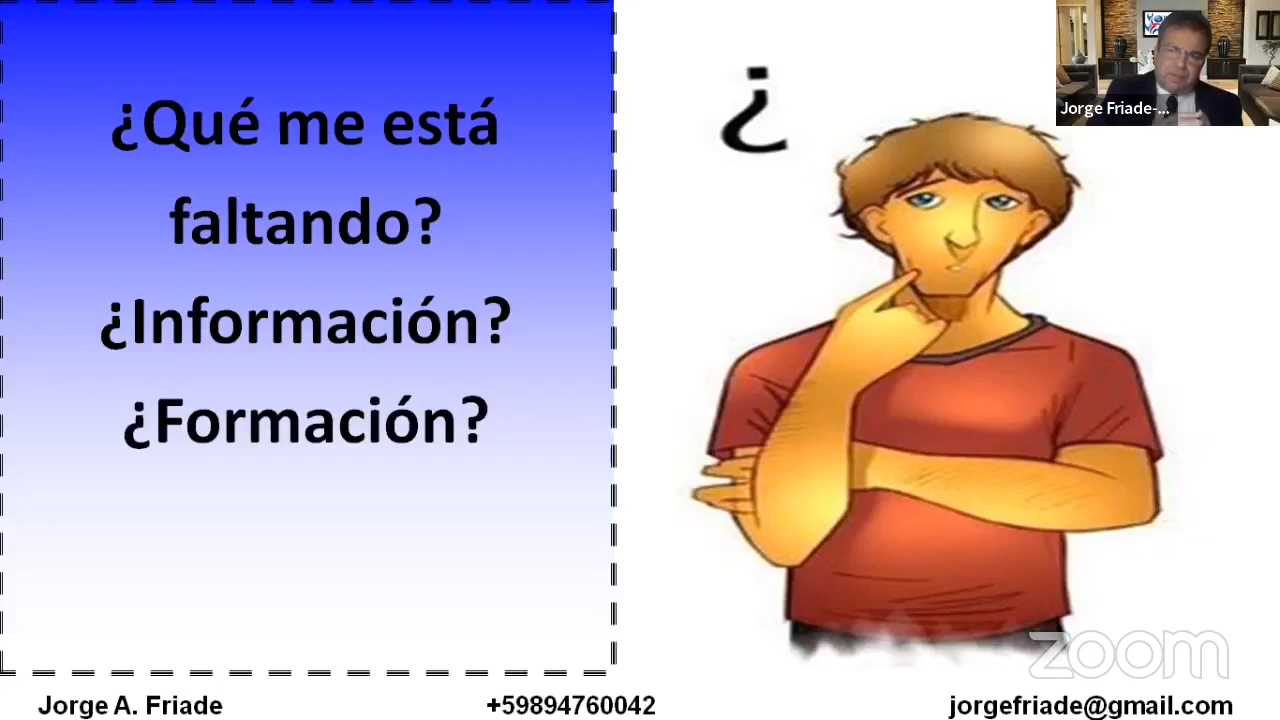 ¿Qué me está
faltando?
¿Información?
¿Formación?
¿
Jorge Friade-...
zoom
Jorge A. Friade
+59894760042
jorgefriade@gmail.com